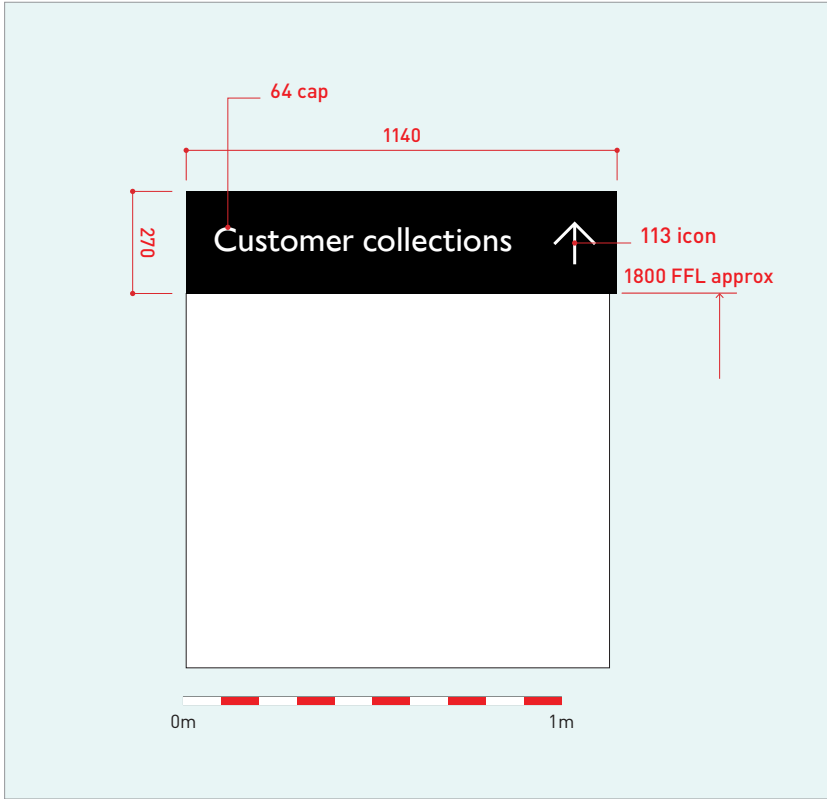 64 cap
1140
270
Customer collections
113 icon
1800 FFL approx
0m
1m